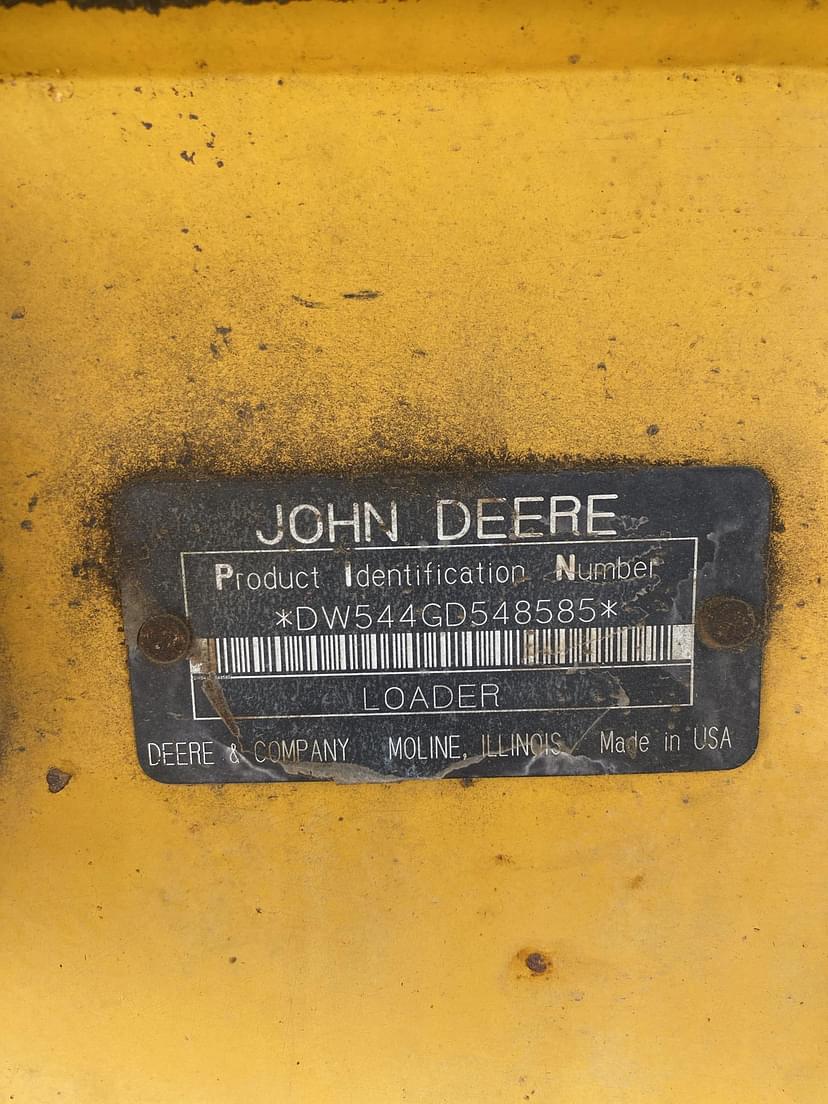 JOHN DEERE
Product Identification Number
*DW544GD548585*
LOADER
DEERE & COMPANY MOLINE, ILLINOIS Made in USA